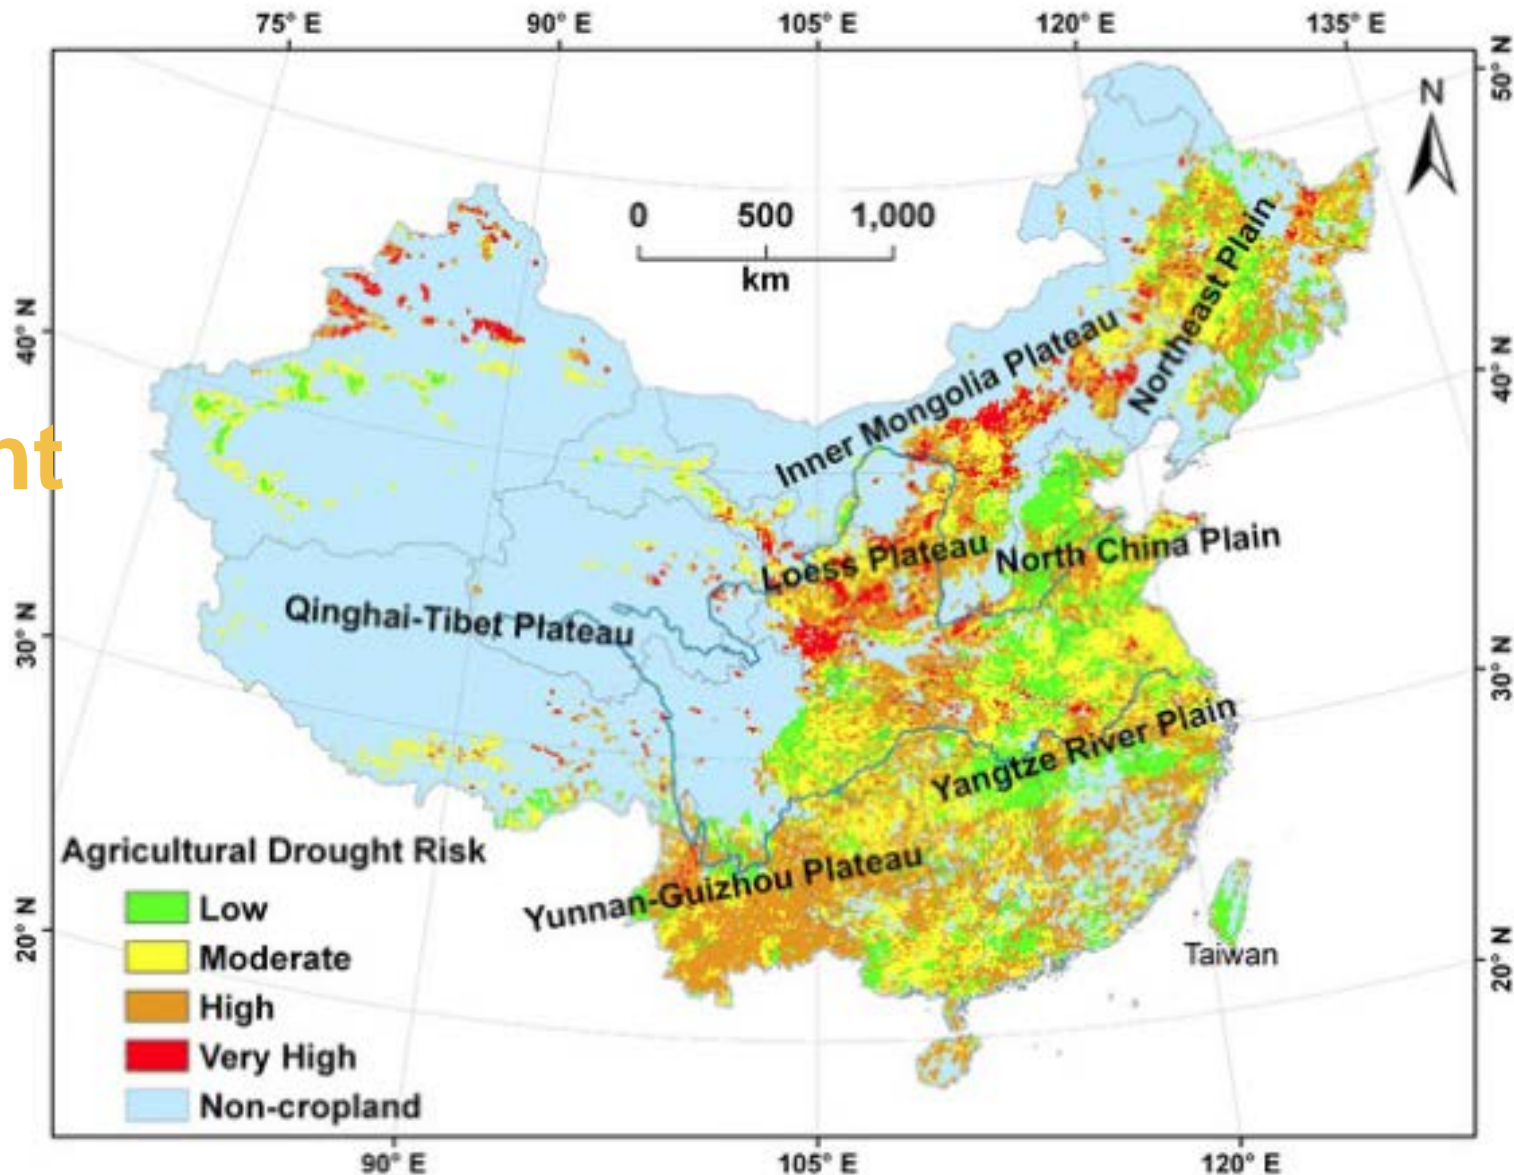 75° E 90° E 105° E 120° E 135° E
50° N
N
0 500 1,000
km
40° N
40° N
nt
Northeast Plain
Inner Mongolia Plateau
Loess Plateau
North China Plain
Qinghai-Tibet Plateau
30° N
30° N
Yangtze River Plain
Yunnan-Guizhou Plateau
Taiwan
20° N
20° N
Agricultural Drought Risk
Low
Moderate
High
Very High
Non-cropland
90° E 105° E 120° E